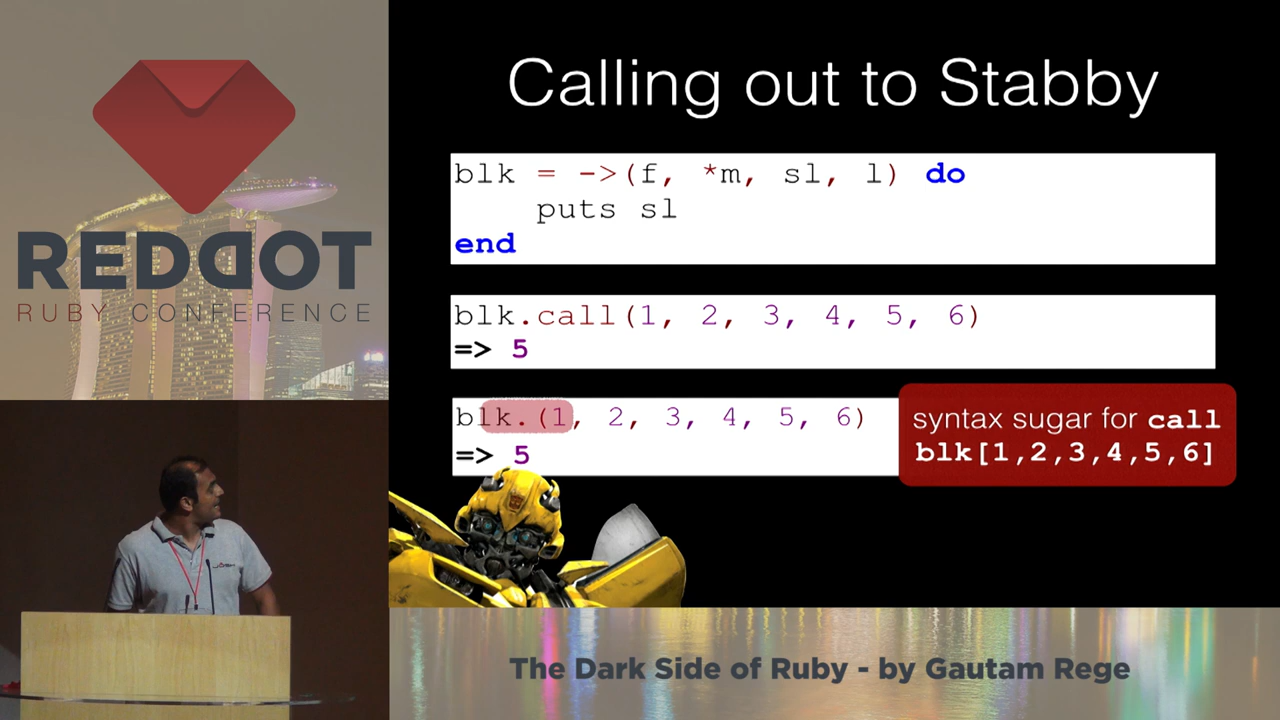 REDDOT
RUBY CONFERENCE
Calling out to Stabby
blk = ->(f, *m, sl, l) do
puts sl
end
blk.call(1, 2, 3, 4, 5, 6)
=> 5
blk.(1, 2, 3, 4, 5, 6)
=> 5
syntax sugar for call
blk[1,2,3,4,5,6]
JOSH
The Dark Side of Ruby - by Gautam Rege